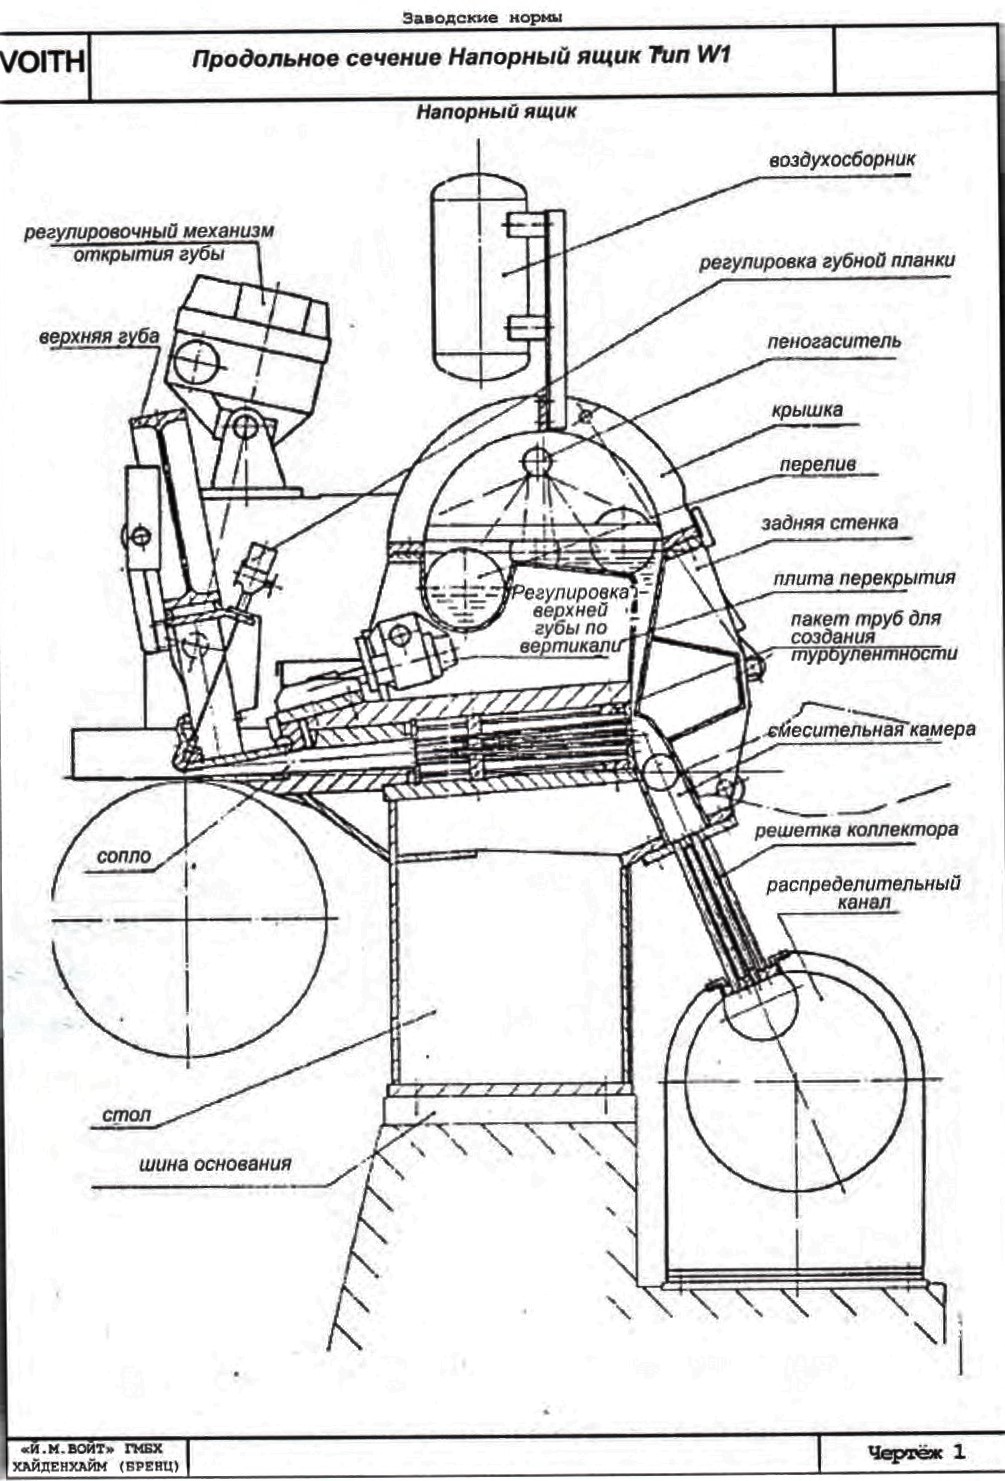 Заводские нормы
VOITH
Продольное сечение Напорный ящик Тип W1
Напорный ящик
воздухосборник
регулировочный механизм
открытия губы
регулировка губной планки
верхняя губа
пеногаситель
крышка
перелив
задняя стенка
плита перекрытия
Регулировка
верхней
губы по
вертикали
пакет труб для
создания
турбулентности
смесительная камера
решетка коллектора
сопло
распределительный
канал
стол
шина основания
«Й.М.ВОЙТ» ГМБХ
ХАЙДЕНХАЙМ (БРЕНЦ)
Чертёж 1